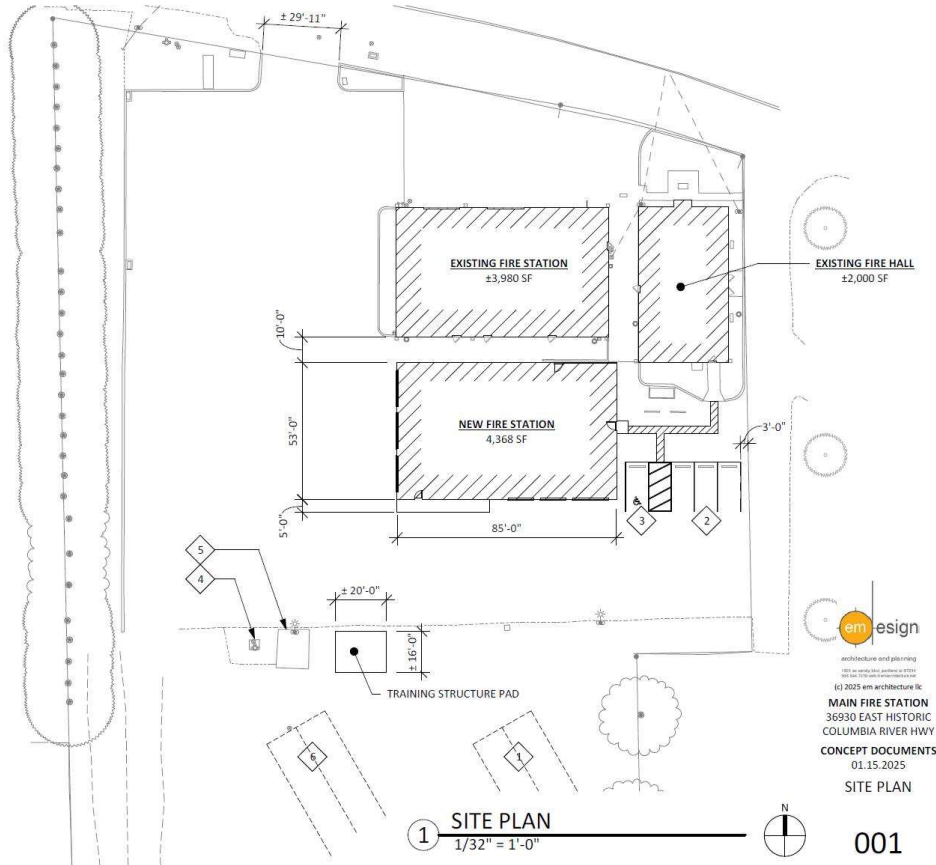 ± 29'-11"
EXISTING FIRE STATION
±3,980 SF
EXISTING FIRE HALL
±2,000 SF
10'-0"
53'-0"
5'-0"
NEW FIRE STATION
4,368 SF
3'-0"
85'-0"
3
2
5
4
± 20'-0"
± 16'-0"
TRAINING STRUCTURE PAD
6
1
em esign
architecture and planning
(c) 2025 em architecture llc
MAIN FIRE STATION
36930 EAST HISTORIC
COLUMBIA RIVER HWY
CONCEPT DOCUMENTS
01.15.2025
SITE PLAN
1
SITE PLAN
1/32" = 1'-0"
N
001